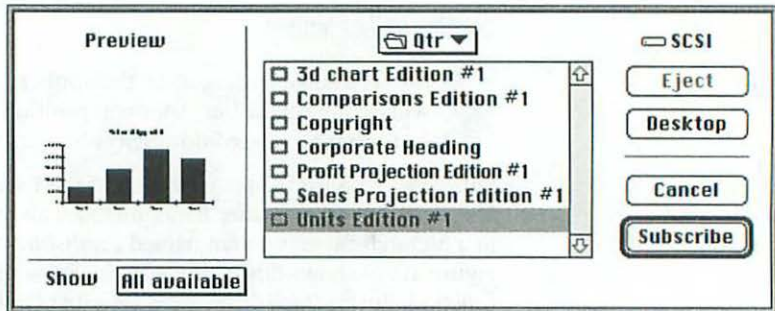 Preview
Qtr
3d chart Edition #1
Comparisons Edition #1
Copyright
Corporate Heading
Profit Projection Edition #1
Sales Projection Edition #1
Units Edition #1
SCSI
Eject
Desktop
Cancel
Subscribe
Show
All available